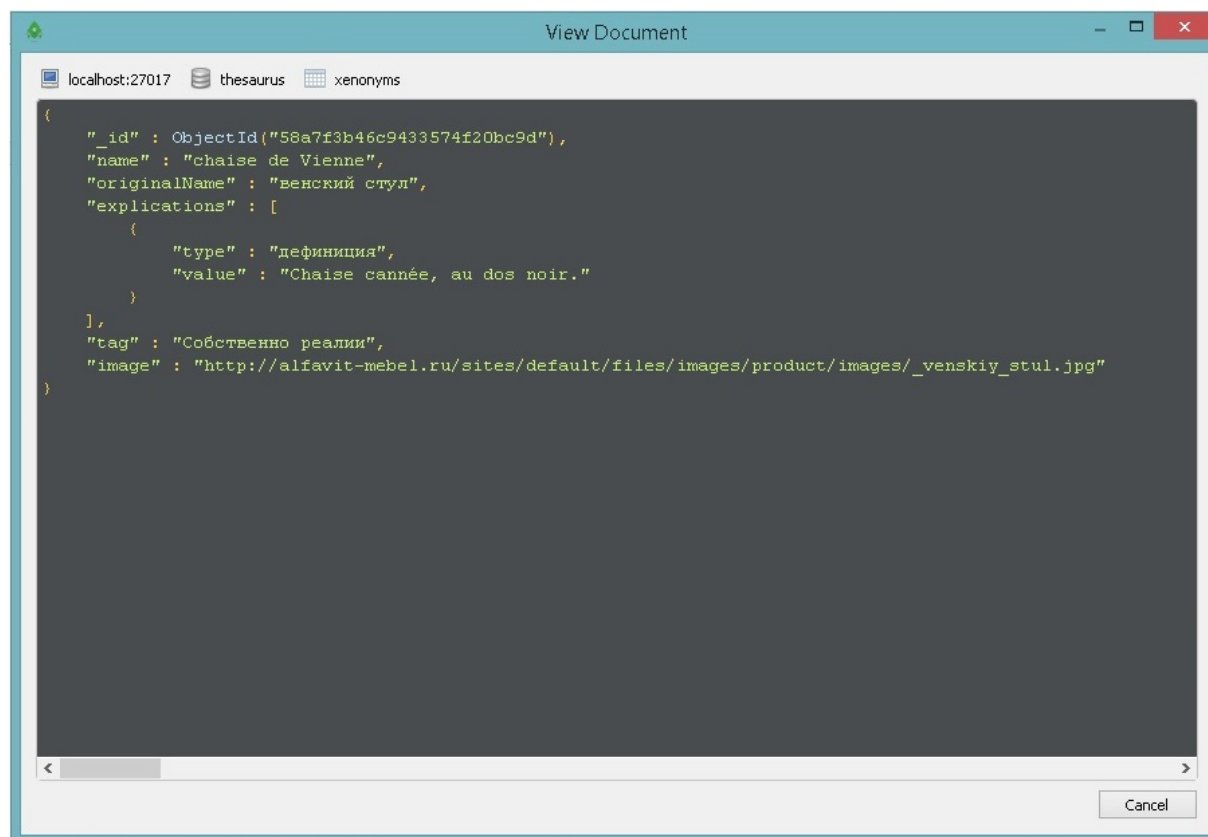 View Document
localhost:27017 thesaurus xenonyms
{
"_id" : ObjectId("58a7f3b46c9433574f20bc9d"),
"name" : "chaise de Vienne",
"originalName" : "венский стул",
"explications" : [
{
"type" : "дефиниция",
"value" : "Chaise cannée, au dos noir."
}
],
"tag" : "Собственно реалии",
"image" : "http://alfavit-mebel.ru/sites/default/files/images/product/images/_venskiy_stul.jpg"
}
Cancel